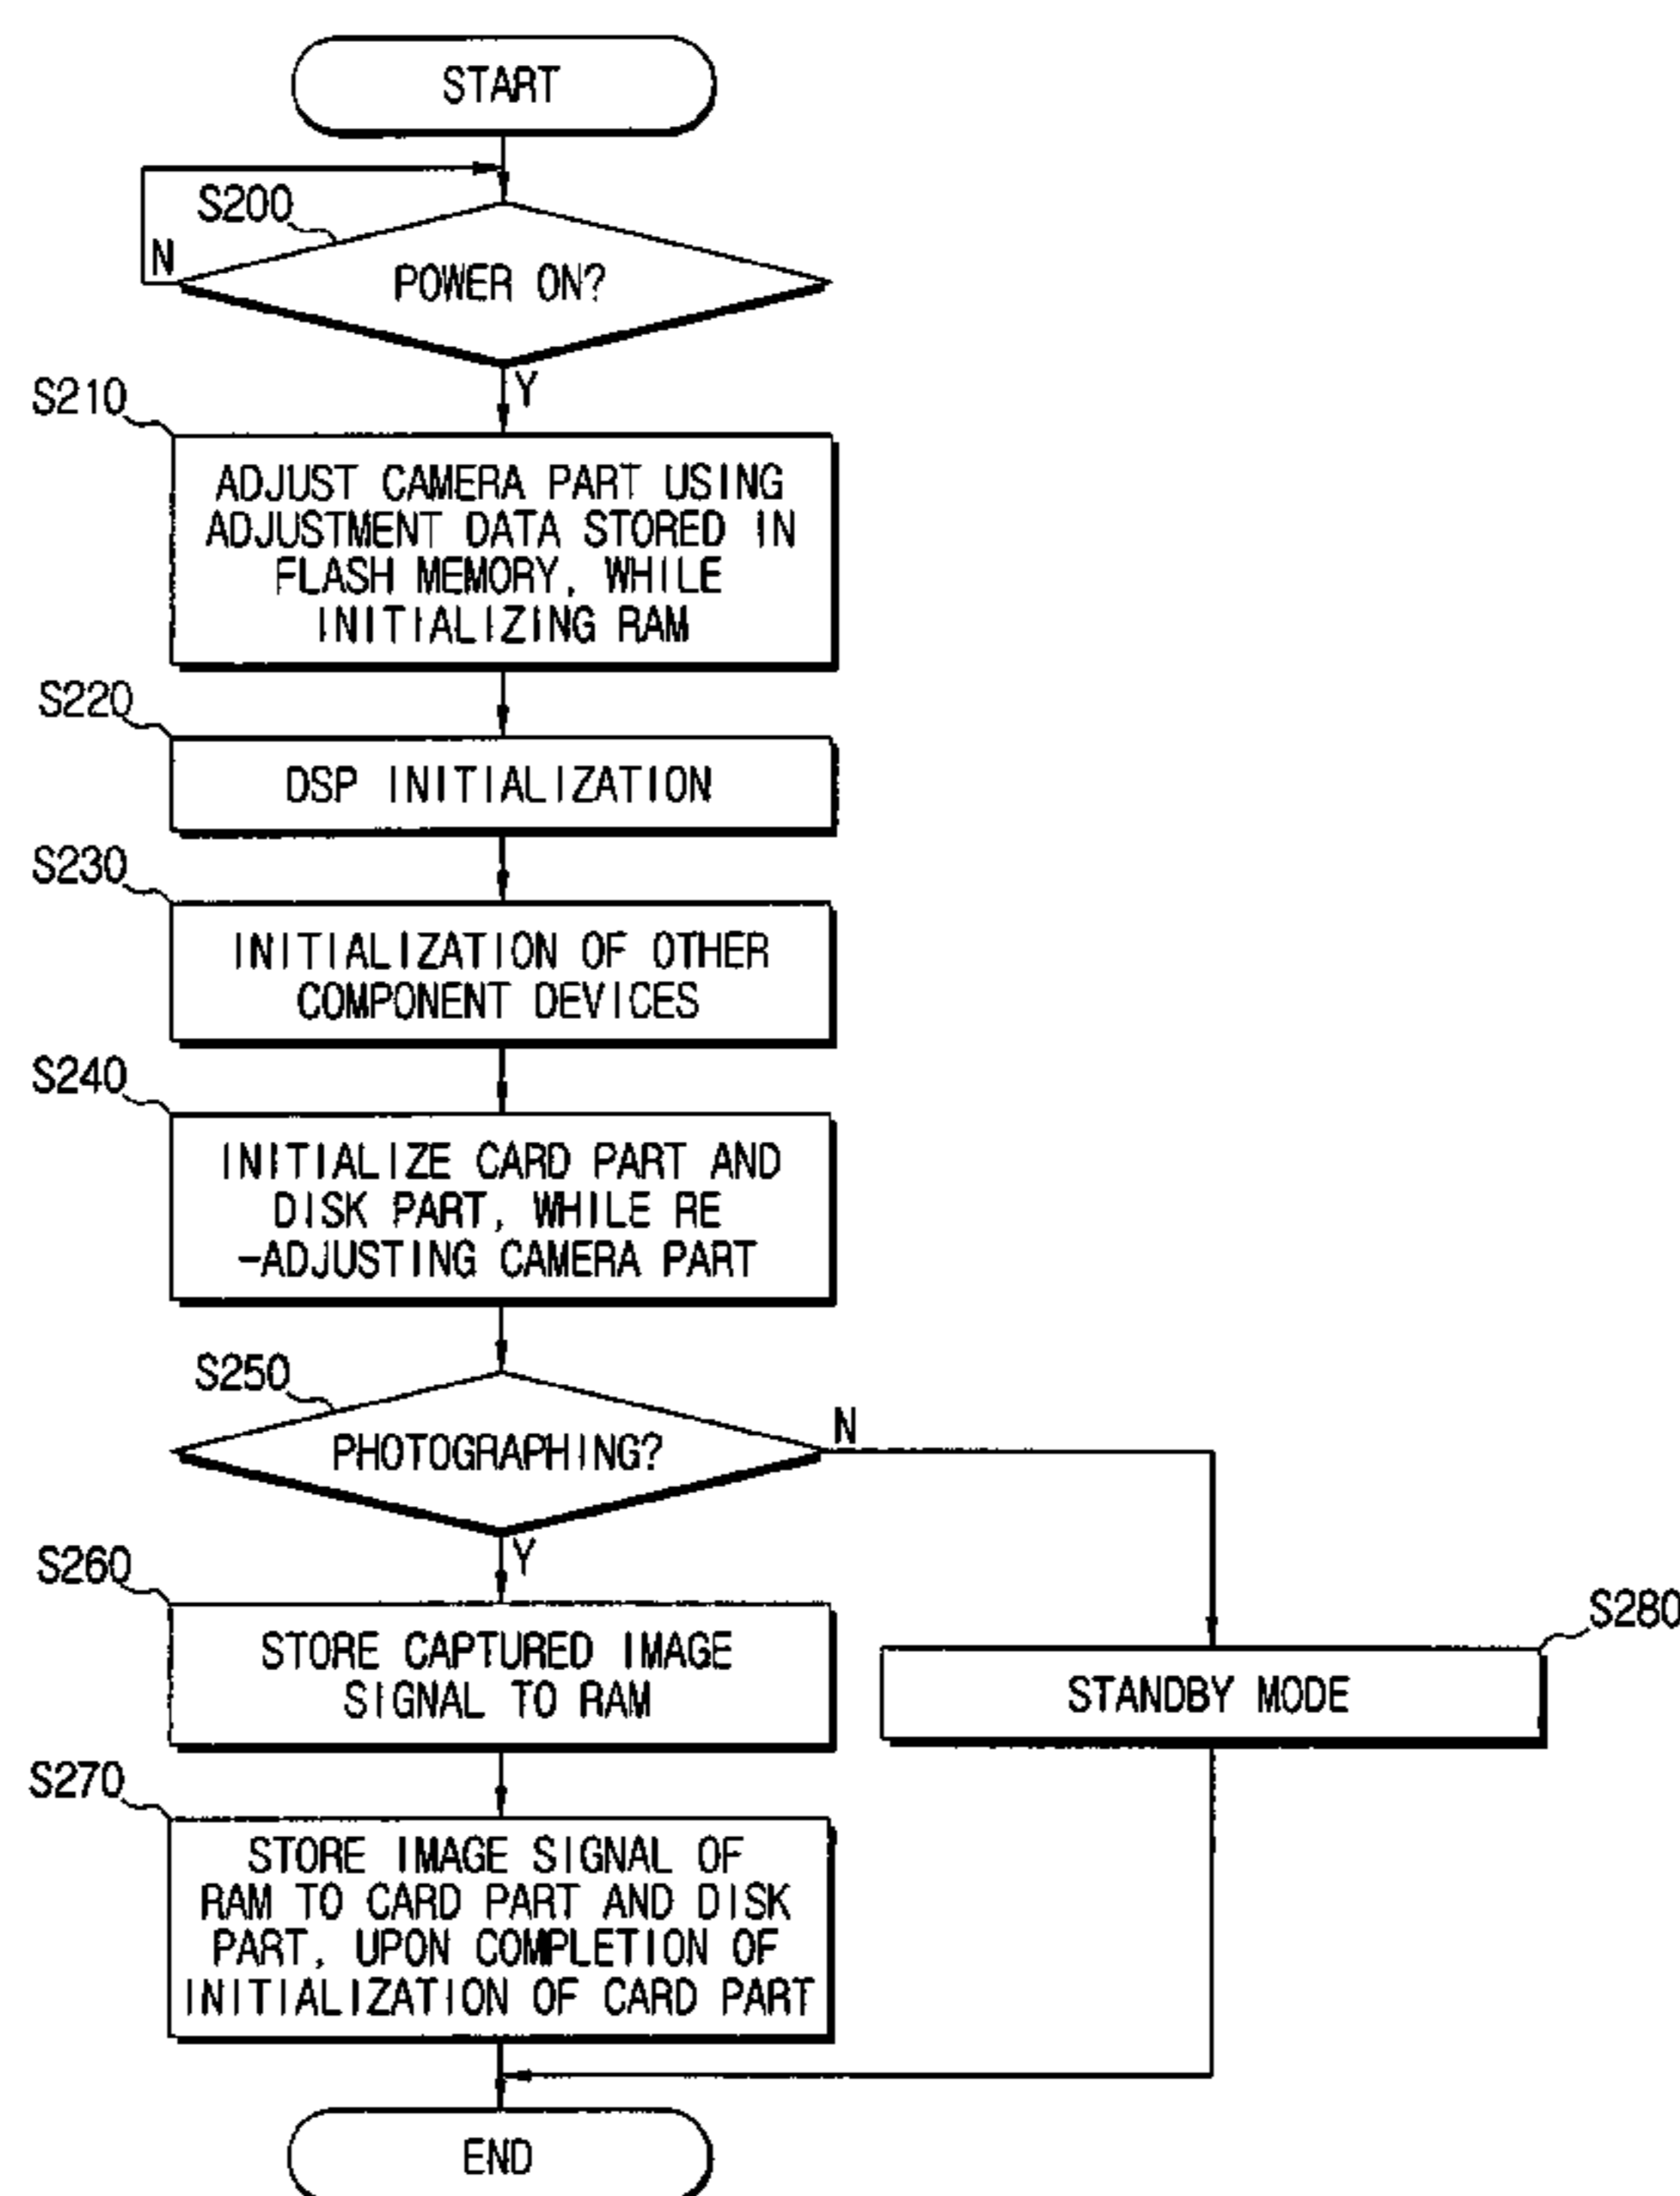 START
S200
N
POWER ON?
Y
S210
ADJUST CAMERA PART USING
ADJUSTMENT DATA STORED IN
FLASH MEMORY, WHILE
INITIALIZING RAM
S220
DSP INITIALIZATION
S230
INITIALIZATION OF OTHER
COMPONENT DEVICES
S240
INITIALIZE CARD PART AND
DISK PART, WHILE RE
-ADJUSTING CAMERA PART
S250
PHOTOGRAPHING?
N
Y
S260
STORE CAPTURED IMAGE
SIGNAL TO RAM
S280
STANDBY MODE
S270
STORE IMAGE SIGNAL OF
RAM TO CARD PART AND DISK
PART, UPON COMPLETION OF
INITIALIZATION OF CARD PART
END